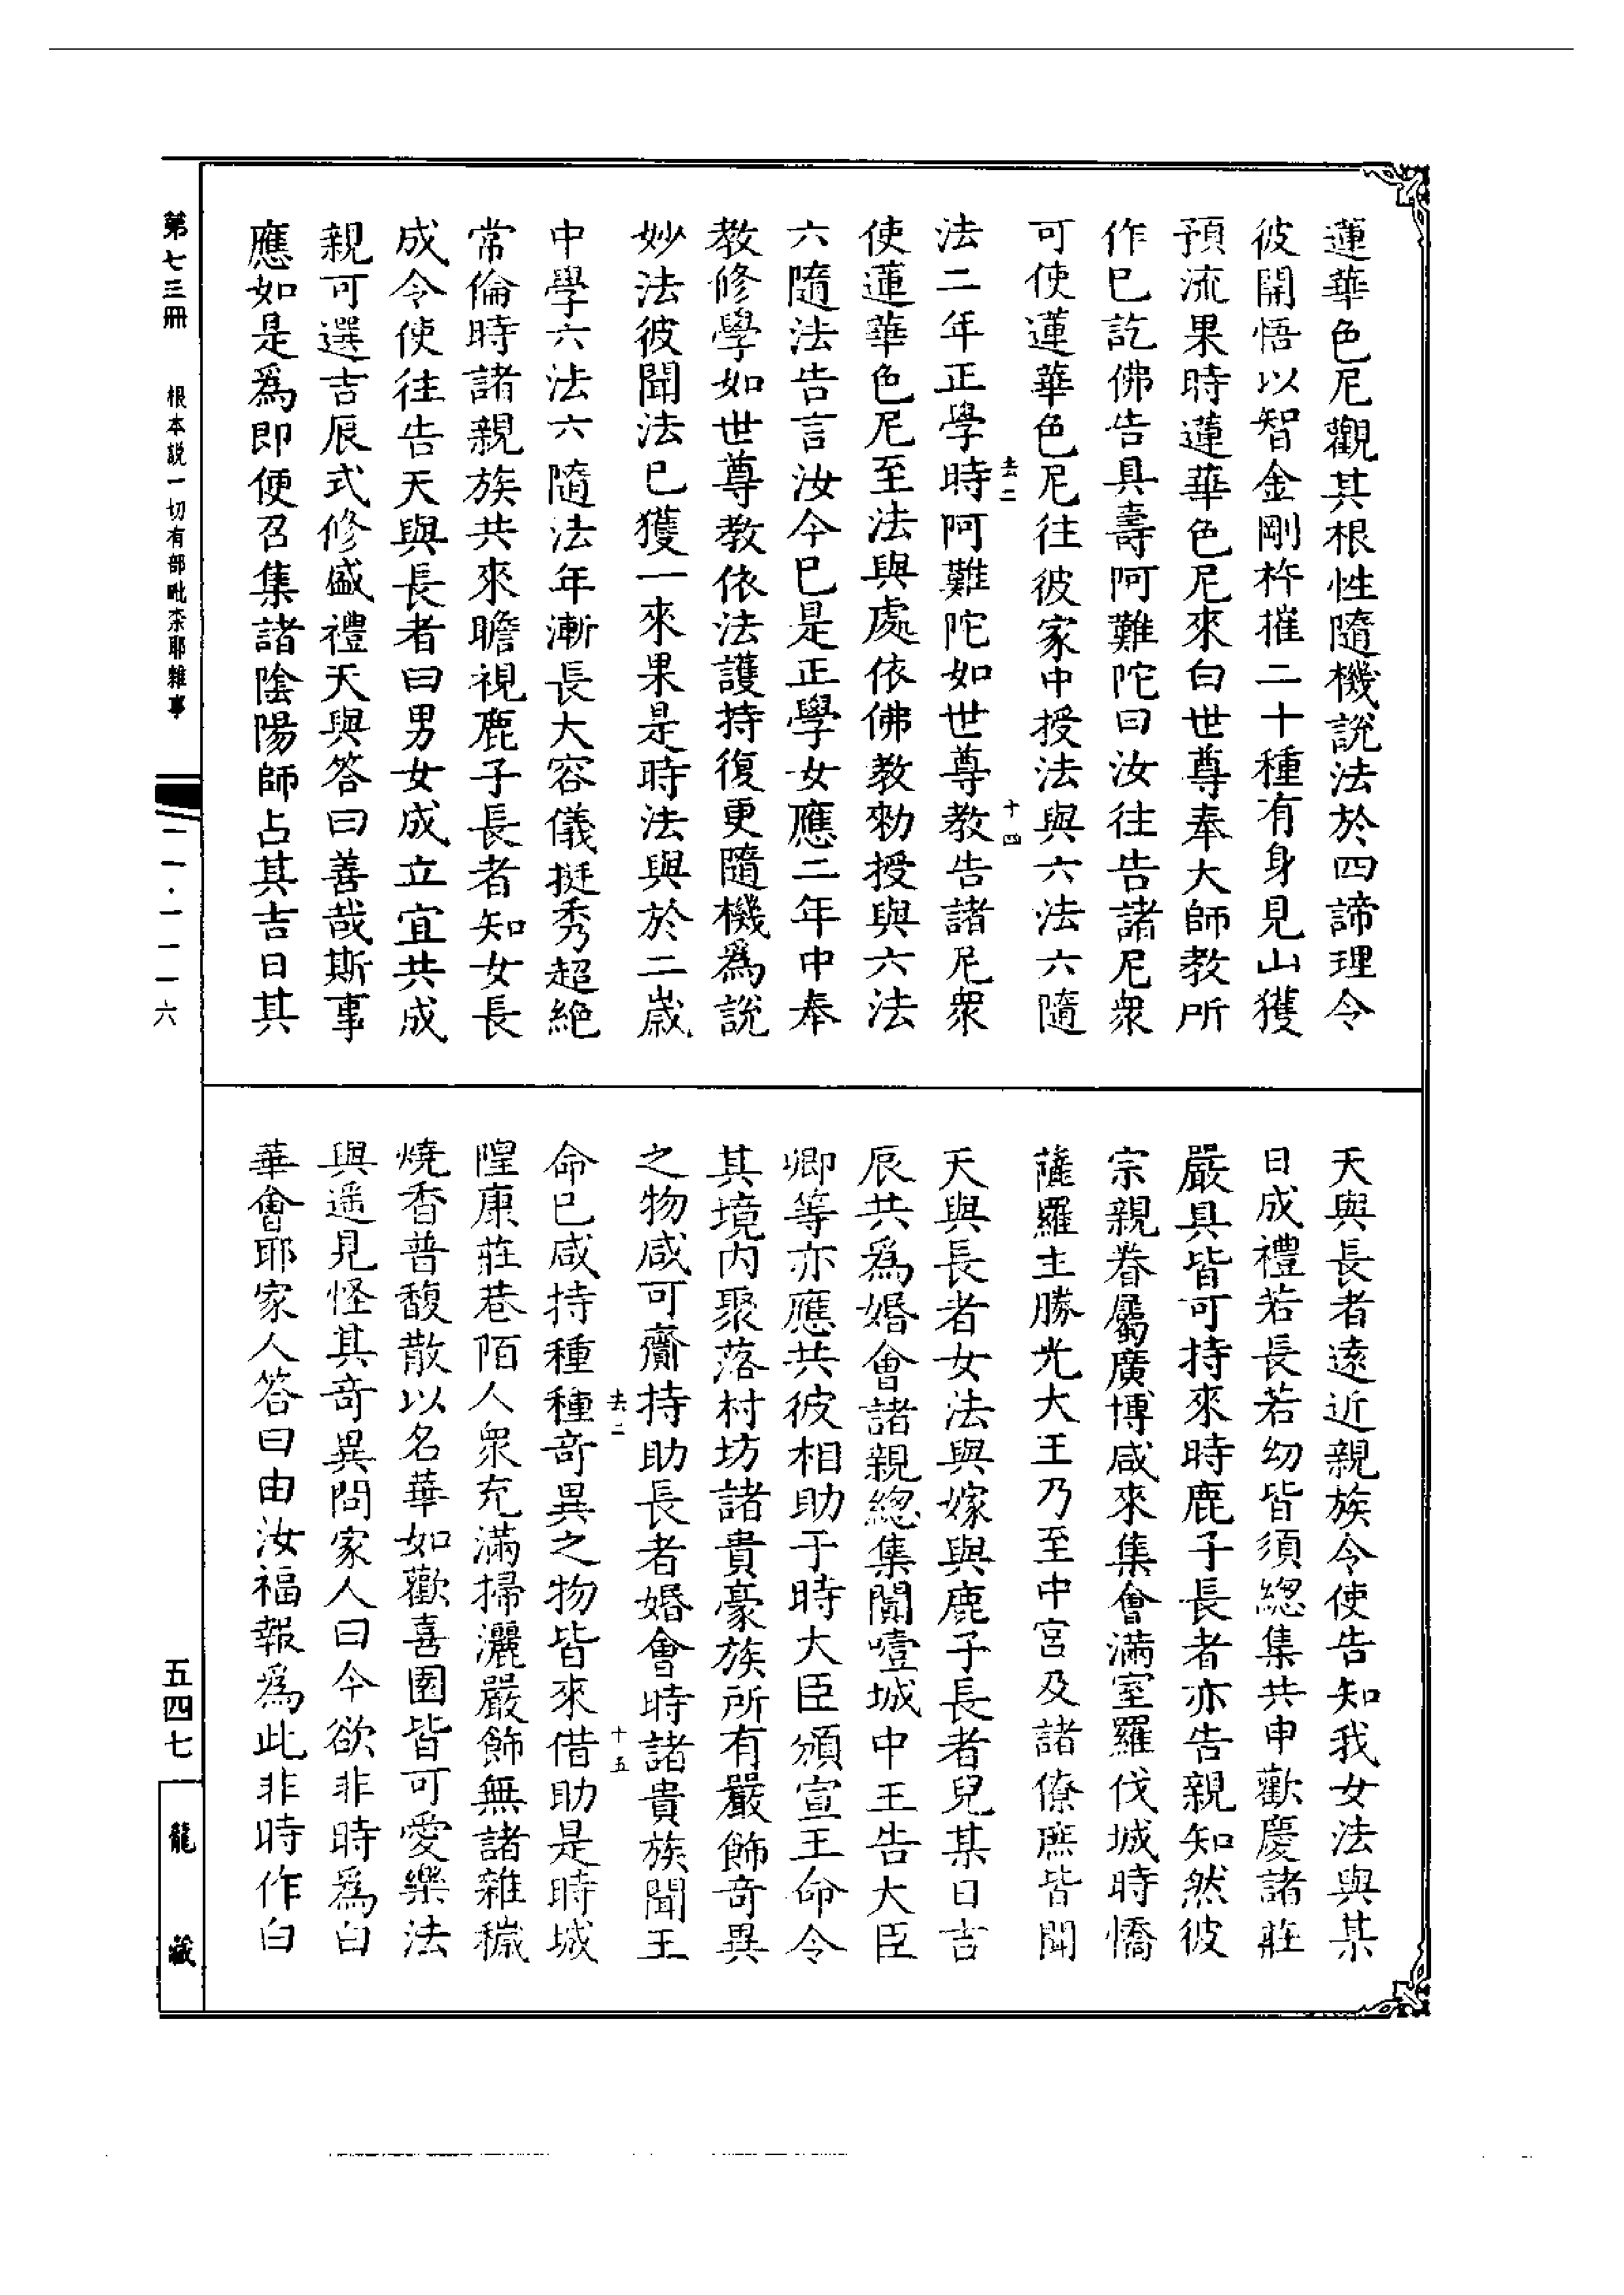 蓮華色尼觀其根性隨機說法於四諦理令
彼開悟以智金剛杵摧二十種有身見山獲
預流果時蓮華色尼來白世尊奉大師教所
作已訖佛告具壽阿難陀曰汝往告諸尼衆
可使蓮華色尼往彼家中授法與六法六隨
法二年正學時阿難陀如世尊教告諸尼衆
去二
十四
使蓮華色尼至法與處依佛教勑授與六法
六隨法告言汝今已是正學女應二年中奉
教修學如世尊教依法護持復更隨機爲說
妙法彼聞法已獲一來果是時法與於二歲
中學六法六隨法年漸長大容儀挺秀超絕
常倫時諸親族共來瞻視鹿子長者知女長
成令使往告天與長者曰男女成立宜共成
親可選吉辰式修盛禮天與答曰善哉斯事
應如是爲即便召集諸陰陽師占其吉日其
天與長者遠近親族令使告知我女法與某
日成禮若長若幼皆須總集共申歡慶諸莊
嚴具皆可持來時鹿子長者亦告親知然彼
宗親眷屬廣博咸來集會滿室羅伐城時憍
薩羅主勝光大王乃至中宮及諸僚庶皆聞
天與長者女法與嫁與鹿子長者兒某日吉
辰共爲婚會諸親總集闐噎城中王告大臣
卿等亦應共彼相助于時大臣頒宣王命令
其境內聚落村坊諸貴豪族所有嚴飾奇異
之物咸可齎持助長者婚會時諸貴族聞王
去二
十五
命已咸持種種奇異之物皆來借助是時城
隍康莊巷陌人衆充滿掃灑嚴飾無諸雜穢
燒香普馥散以名華如歡喜園皆可愛樂法
與遥見怪其奇異問家人曰今欲非時爲白
華會耶家人答曰由汝福報爲此非時作白
第七三冊
根本說一切有部毗柰耶雜事
一一·一一一六
五四七
龍藏